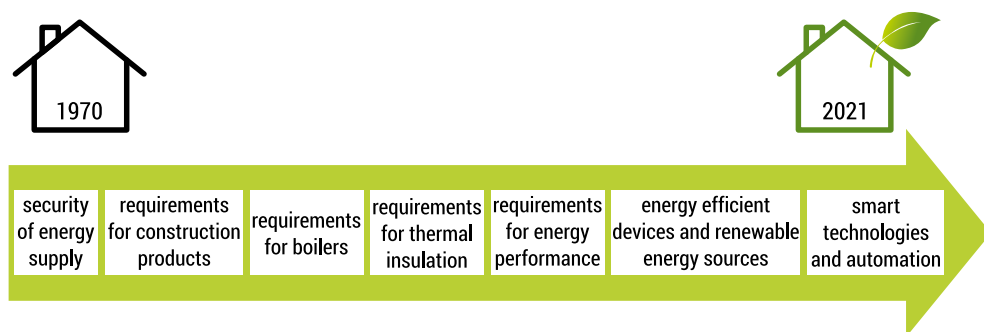 1970
2021
security
of energy
supply
requirements
for construction
products
requirements
for boilers
requirements
for thermal
insulation
requirements
for energy
performance
energy efficient
devices and renewable
energy sources
smart
technologies
and automation